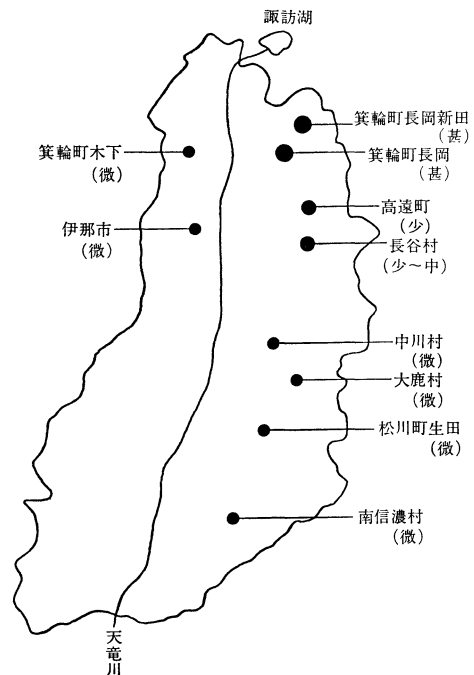 諏訪湖
箕輪町長岡新田
(甚)
箕輪町長岡
(甚)
箕輪町木下
(微)
高遠町
(少)
伊那市
(微)
長谷村
(少〜中)
中川村
(微)
大鹿村
(微)
松川町生田
(微)
南信濃村
(微)
天竜川